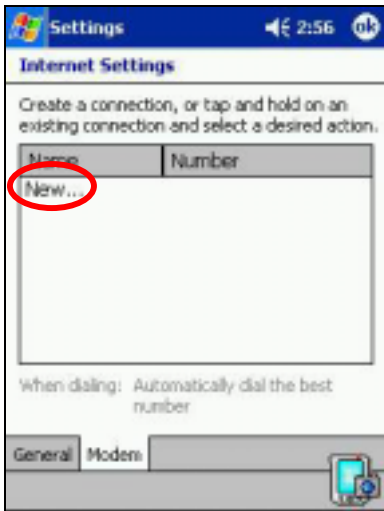 Settings 2:56 ok
Internet Settings
Create a connection, or tap and hold on an
existing connection and select a desired action.
Name Number
New...
When dialing: Automatically dial the best
number
General Modem